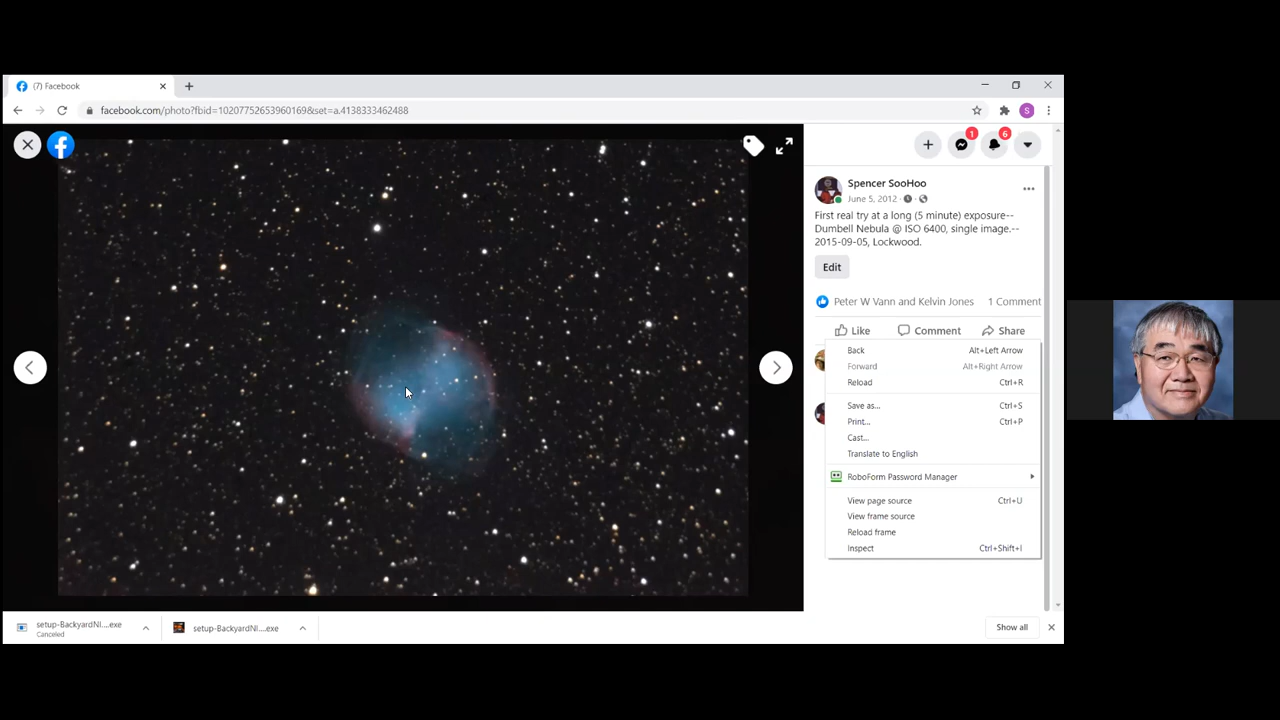 (7) Facebook
facebook.com/photo?fbid=10207752653960169&set=a.4138333462488
S
1
6
Spencer SooHoo
June 5, 2012
First real try at a long (5 minute) exposure--
Dumbell Nebula @ ISO 6400, single image.--
2015-09-05, Lockwood.
Edit
Peter W Vann and Kelvin Jones 1 Comment
Like Comment Share
Back Alt+Left Arrow
Forward Alt+Right Arrow
Reload Ctrl+R
Save as... Ctrl+S
Print... Ctrl+P
Cast...
Translate to English
RoboForm Password Manager
View page source Ctrl+U
View frame source
Reload frame
Inspect Ctrl+Shift+I
setup-BackyardNI....exe
Canceled
setup-BackyardNI....exe
Show all